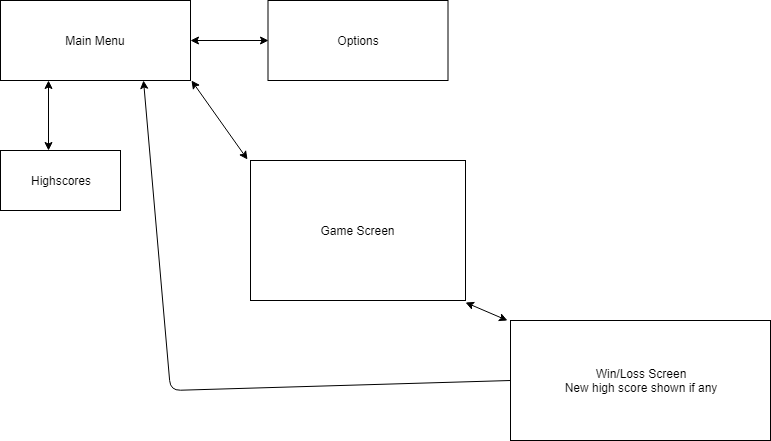 Main Menu
Options
Highscores
Game Screen
Win/Loss Screen
New high score shown if any